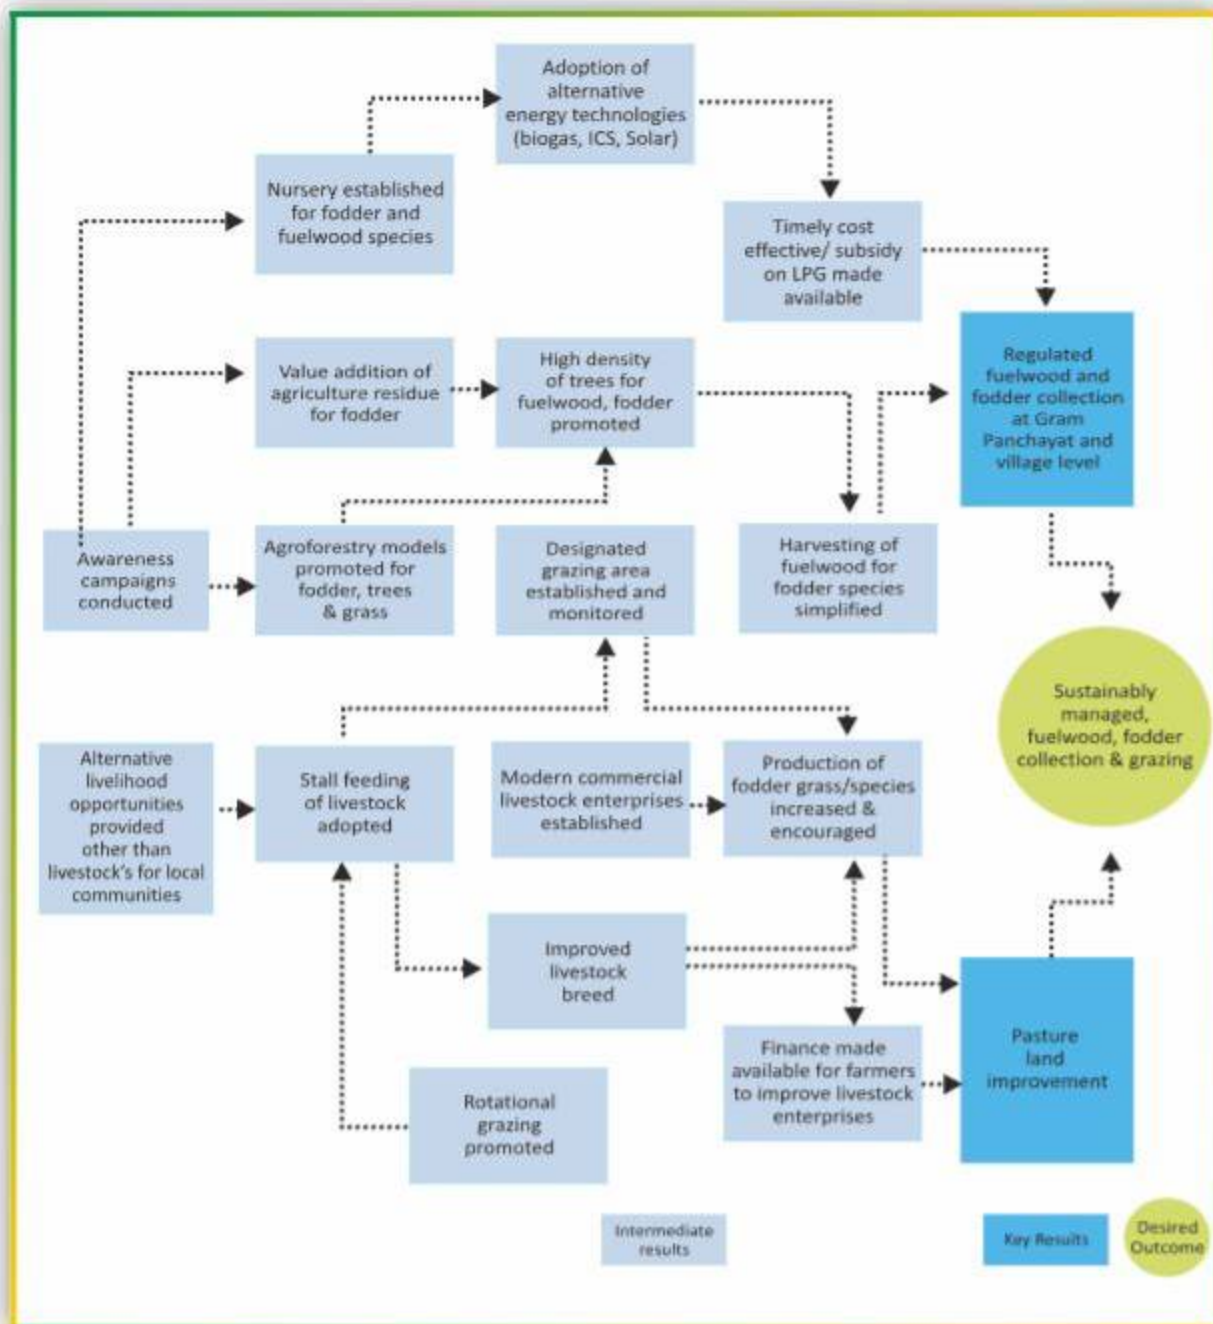 Adoption of
alternative
energy technologies
(biogas, ICS, Solar)
Nursery established
for fodder and
fuelwood species
Timely cost
effective/ subsidy
on LPG made
available
Value addition of
agriculture residue
for fodder
High density
of trees for
fuelwood, fodder
promoted
Regulated
fuelwood and
fodder collection
at Gram
Panchayat and
village level
Awareness
campaigns
conducted
Agroforestry models
promoted for
fodder, trees
& grass
Designated
grazing area
established and
monitored
Harvesting of
fuelwood for
fodder species
simplified
Sustainably
managed,
fuelwood, fodder
collection & grazing
Alternative
livelihood
opportunities
provided
other than
livestock's for local
communities
Stall feeding
of livestock
adopted
Modern commercial
livestock enterprises
established
Production of
fodder grass/species
increased &
encouraged
Improved
livestock
breed
Finance made
available for farmers
to improve livestock
enterprises
Pasture
land
improvement
Rotational
grazing
promoted
Intermediate
results
Key Results
Desired
Outcome